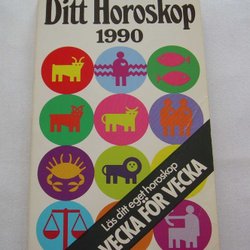 Ditt Horoskop
1990
Läs ditt eget horoskop
VECKA FÖR VECKA